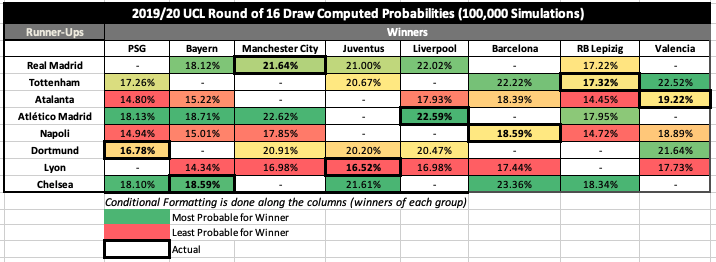 2019/20 UCL Round of 16 Draw Computed Probabilities (100,000 Simulations)
Runner-Ups Winners
PSG Bayern Manchester City Juventus Liverpool Barcelona RB Lepizig Valencia
Real Madrid - 18.12% 21.64% 21.00% 22.02% - 17.22% -
Tottenham 17.26% - - 20.67% - 22.22% 17.32% 22.52%
Atalanta 14.80% 15.22% - - 17.93% 18.39% 14.45% 19.22%
Atlético Madrid 18.13% 18.71% 22.62% - 22.59% - 17.95% -
Napoli 14.94% 15.01% 17.85% - - 18.59% 14.72% 18.89%
Dortmund 16.78% - 20.91% 20.20% 20.47% - - 21.64%
Lyon - 14.34% 16.98% 16.52% 16.98% 17.44% - 17.73%
Chelsea 18.10% 18.59% - 21.61% - 23.36% 18.34% -
Conditional Formatting is done along the columns (winners of each group)
Most Probable for Winner
Least Probable for Winner
Actual